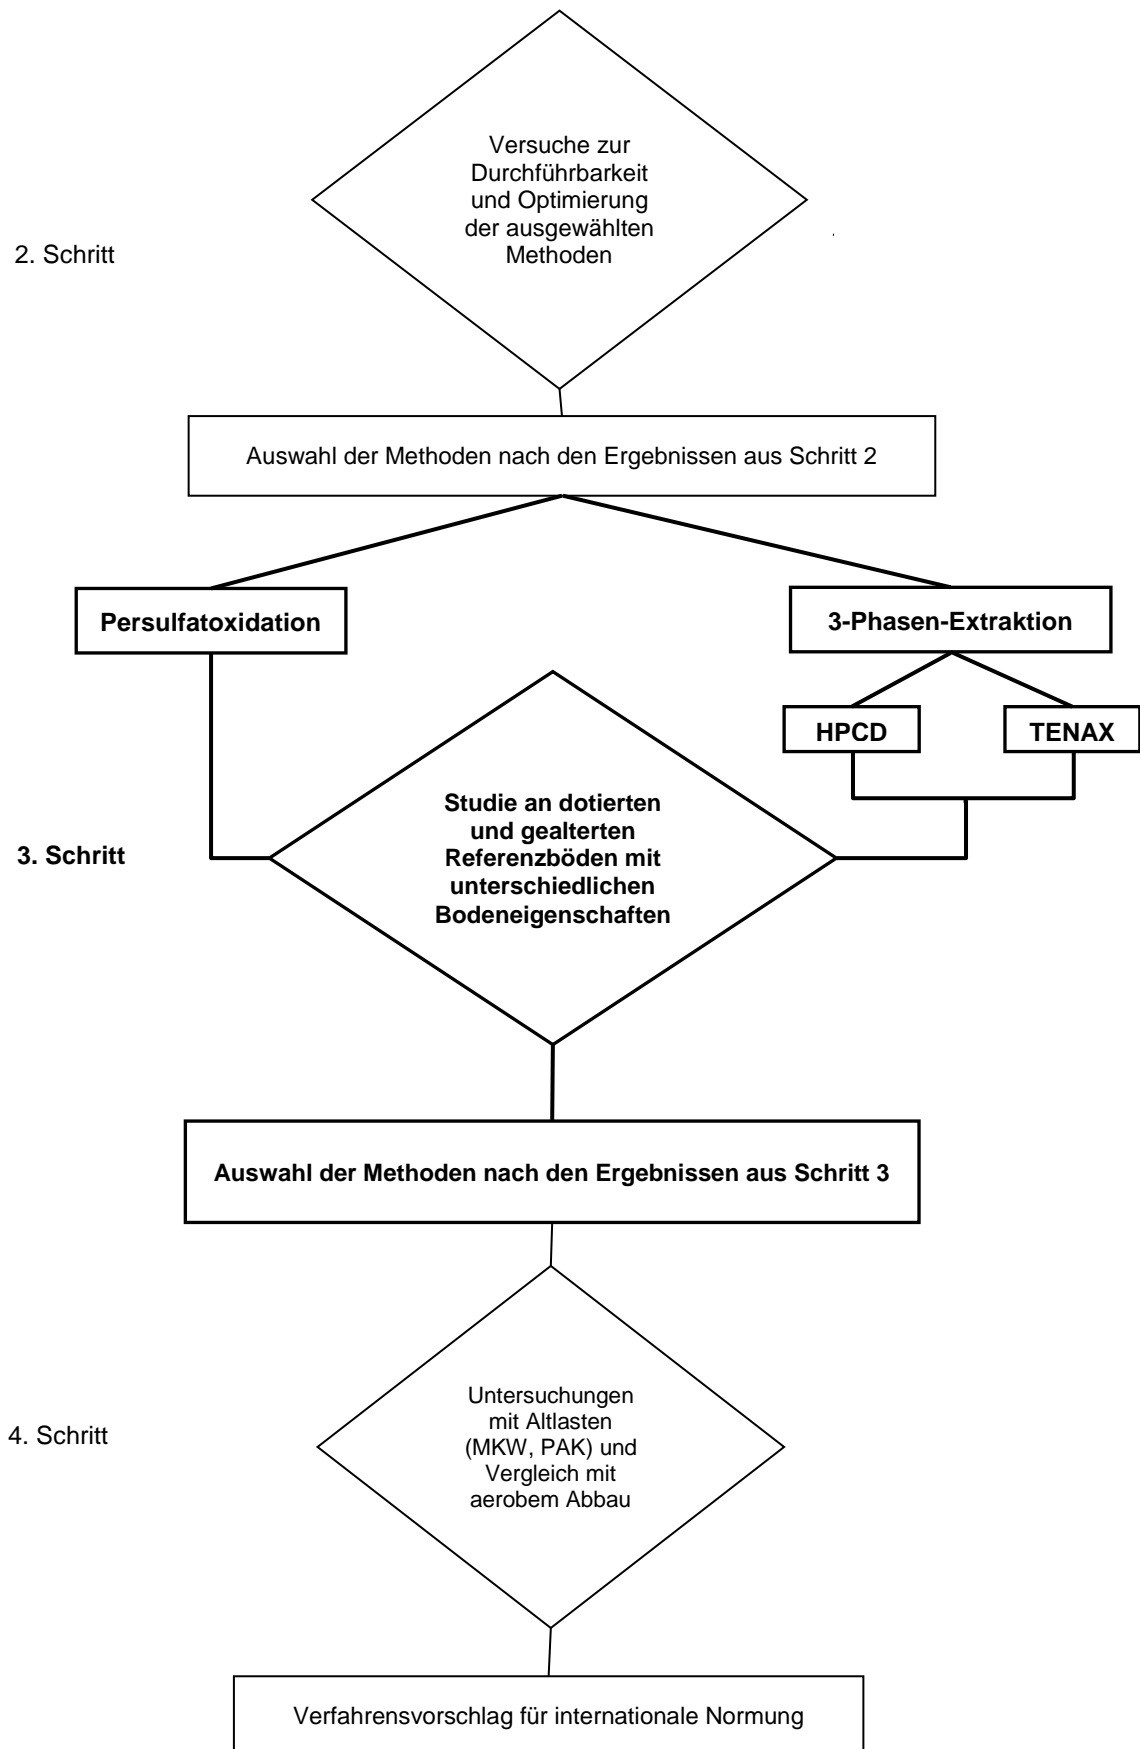 Versuche zur
Durchführbarkeit
und Optimierung
der ausgewählten
Methoden
2. Schritt
Auswahl der Methoden nach den Ergebnissen aus Schritt 2
Persulfatoxidation
3-Phasen-Extraktion
HPCD
TENAX
Studie an dotierten
und gealterten
Referenzböden mit
unterschiedlichen
Bodeneigenschaften
3. Schritt
Auswahl der Methoden nach den Ergebnissen aus Schritt 3
Untersuchungen
mit Altlasten
(MKW, PAK) und
Vergleich mit
aerobem Abbau
4. Schritt
Verfahrensvorschlag für internationale Normung